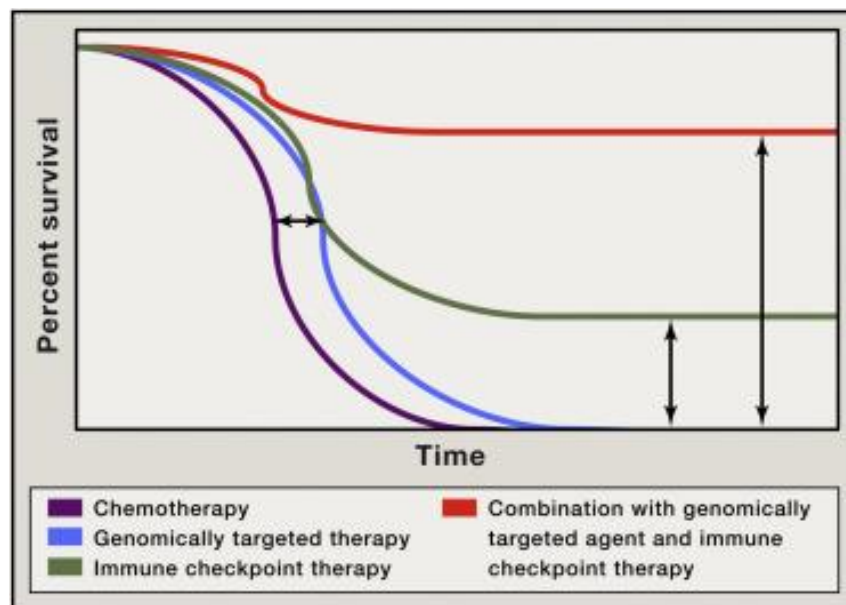 Percent survival
Time
Chemotherapy
Genomically targeted therapy
Immune checkpoint therapy
Combination with genomically
targeted agent and immune
checkpoint therapy